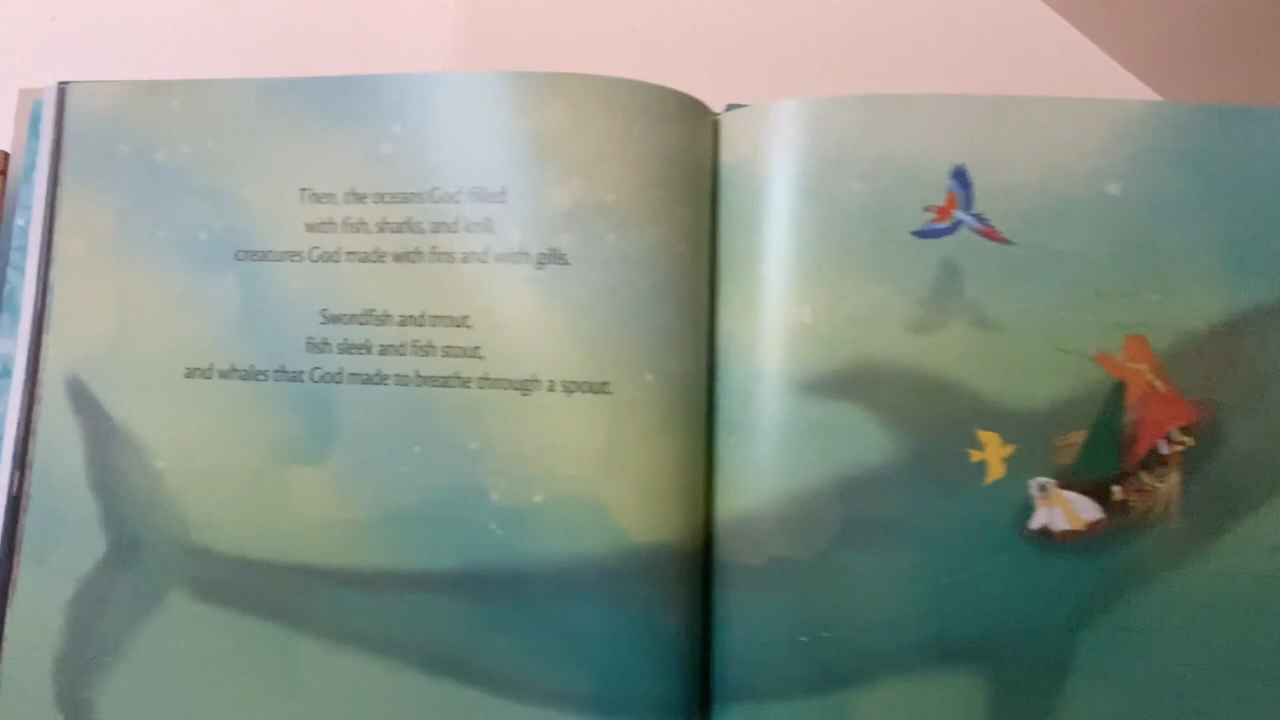 Then, the oceans God filled
with fish, sharks, and krill,
creatures God made with fins and with gills.
Swordfish and trout,
fish sleek and fish stout,
and whales that God made to breathe through a spout.